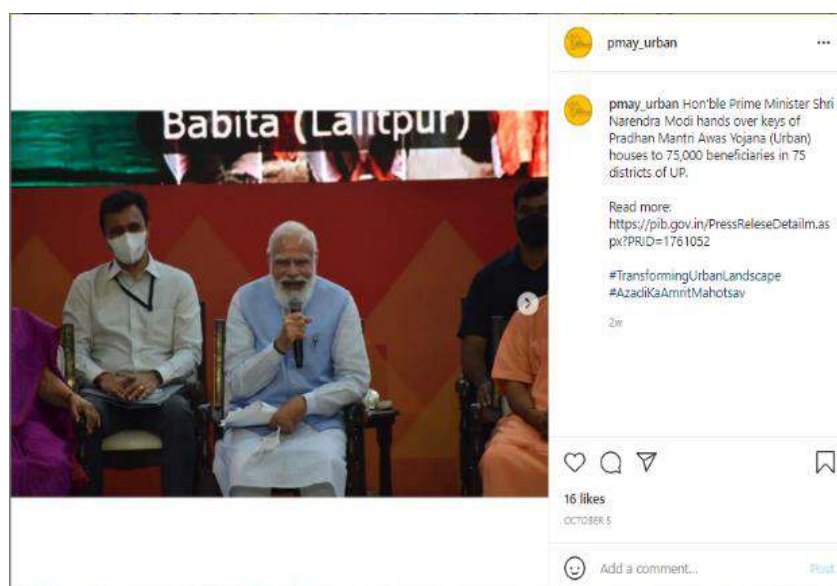 Babita (Lalitpur)
pmay_urban
pmay_urban Hon'ble Prime Minister Shri
Narendra Modi hands over keys of
Pradhan Mantri Awas Yojana (Urban)
houses to 75,000 beneficiaries in 75
districts of UP.
Read more:
https://pib.gov.in/PressReleseDetailm.as
px?PRID=1761052
#TransformingUrbanLandscape
#AzadiKaAmritMahotsav
2w
16 likes
OCTOBER 5
Add a comment...
Post